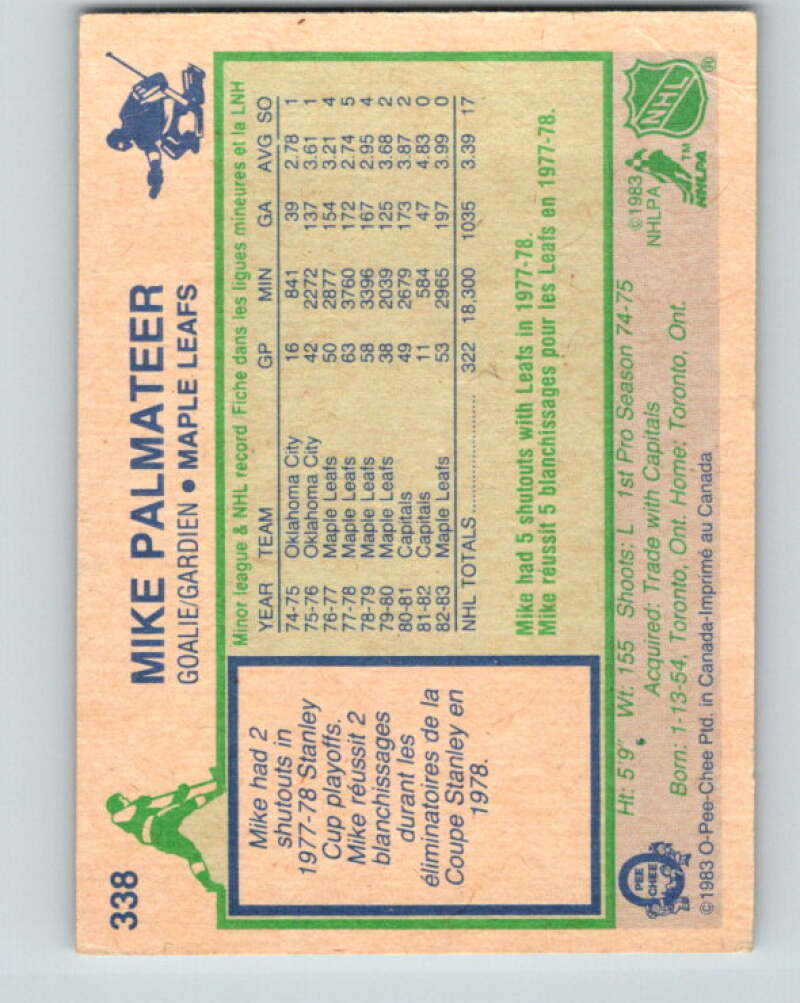 338
MIKE PALMATEER
GOALIE/GARDIEN • MAPLE LEAFS
Mike had 2
shutouts in
1977-78 Stanley
Cup playoffs.
Mike réussit 2
blanchissages
durant les
éliminatoires de la
Coupe Stanley en
1978.
Minor league & NHL record Fiche dans les ligues mineures et la LNH
YEAR TEAM GP MIN GA AVG SO
74-75 Oklahoma City 16 841 39 2.78 1
75-76 Oklahoma City 42 2272 137 3.61 1
76-77 Maple Leafs 50 2877 154 3.21 4
77-78 Maple Leafs 63 3760 172 2.74 5
78-79 Maple Leafs 58 3396 167 2.95 4
79-80 Maple Leafs 38 2039 125 3.68 2
80-81 Capitals 49 2679 173 3.87 2
81-82 Capitals 11 584 47 4.83 0
82-83 Maple Leafs 53 2965 197 3.99 0
NHL TOTALS .................. 322 18,300 1035 3.39 17
Mike had 5 shutouts with Leafs in 1977-78.
Mike réussit 5 blanchissages pour les Leafs en 1977-78.
Ht: 5'9" Wt: 155 Shoots: L 1st Pro Season 74-75
Acquired: Trade with Capitals
Born: 1-13-54, Toronto, Ont. Home: Toronto, Ont.
©1983 O-Pee-Chee Ptd. in Canada-Imprimé au Canada
O PEE CHEE
NHL ®
©1983
NHLPA
NHLPA ™